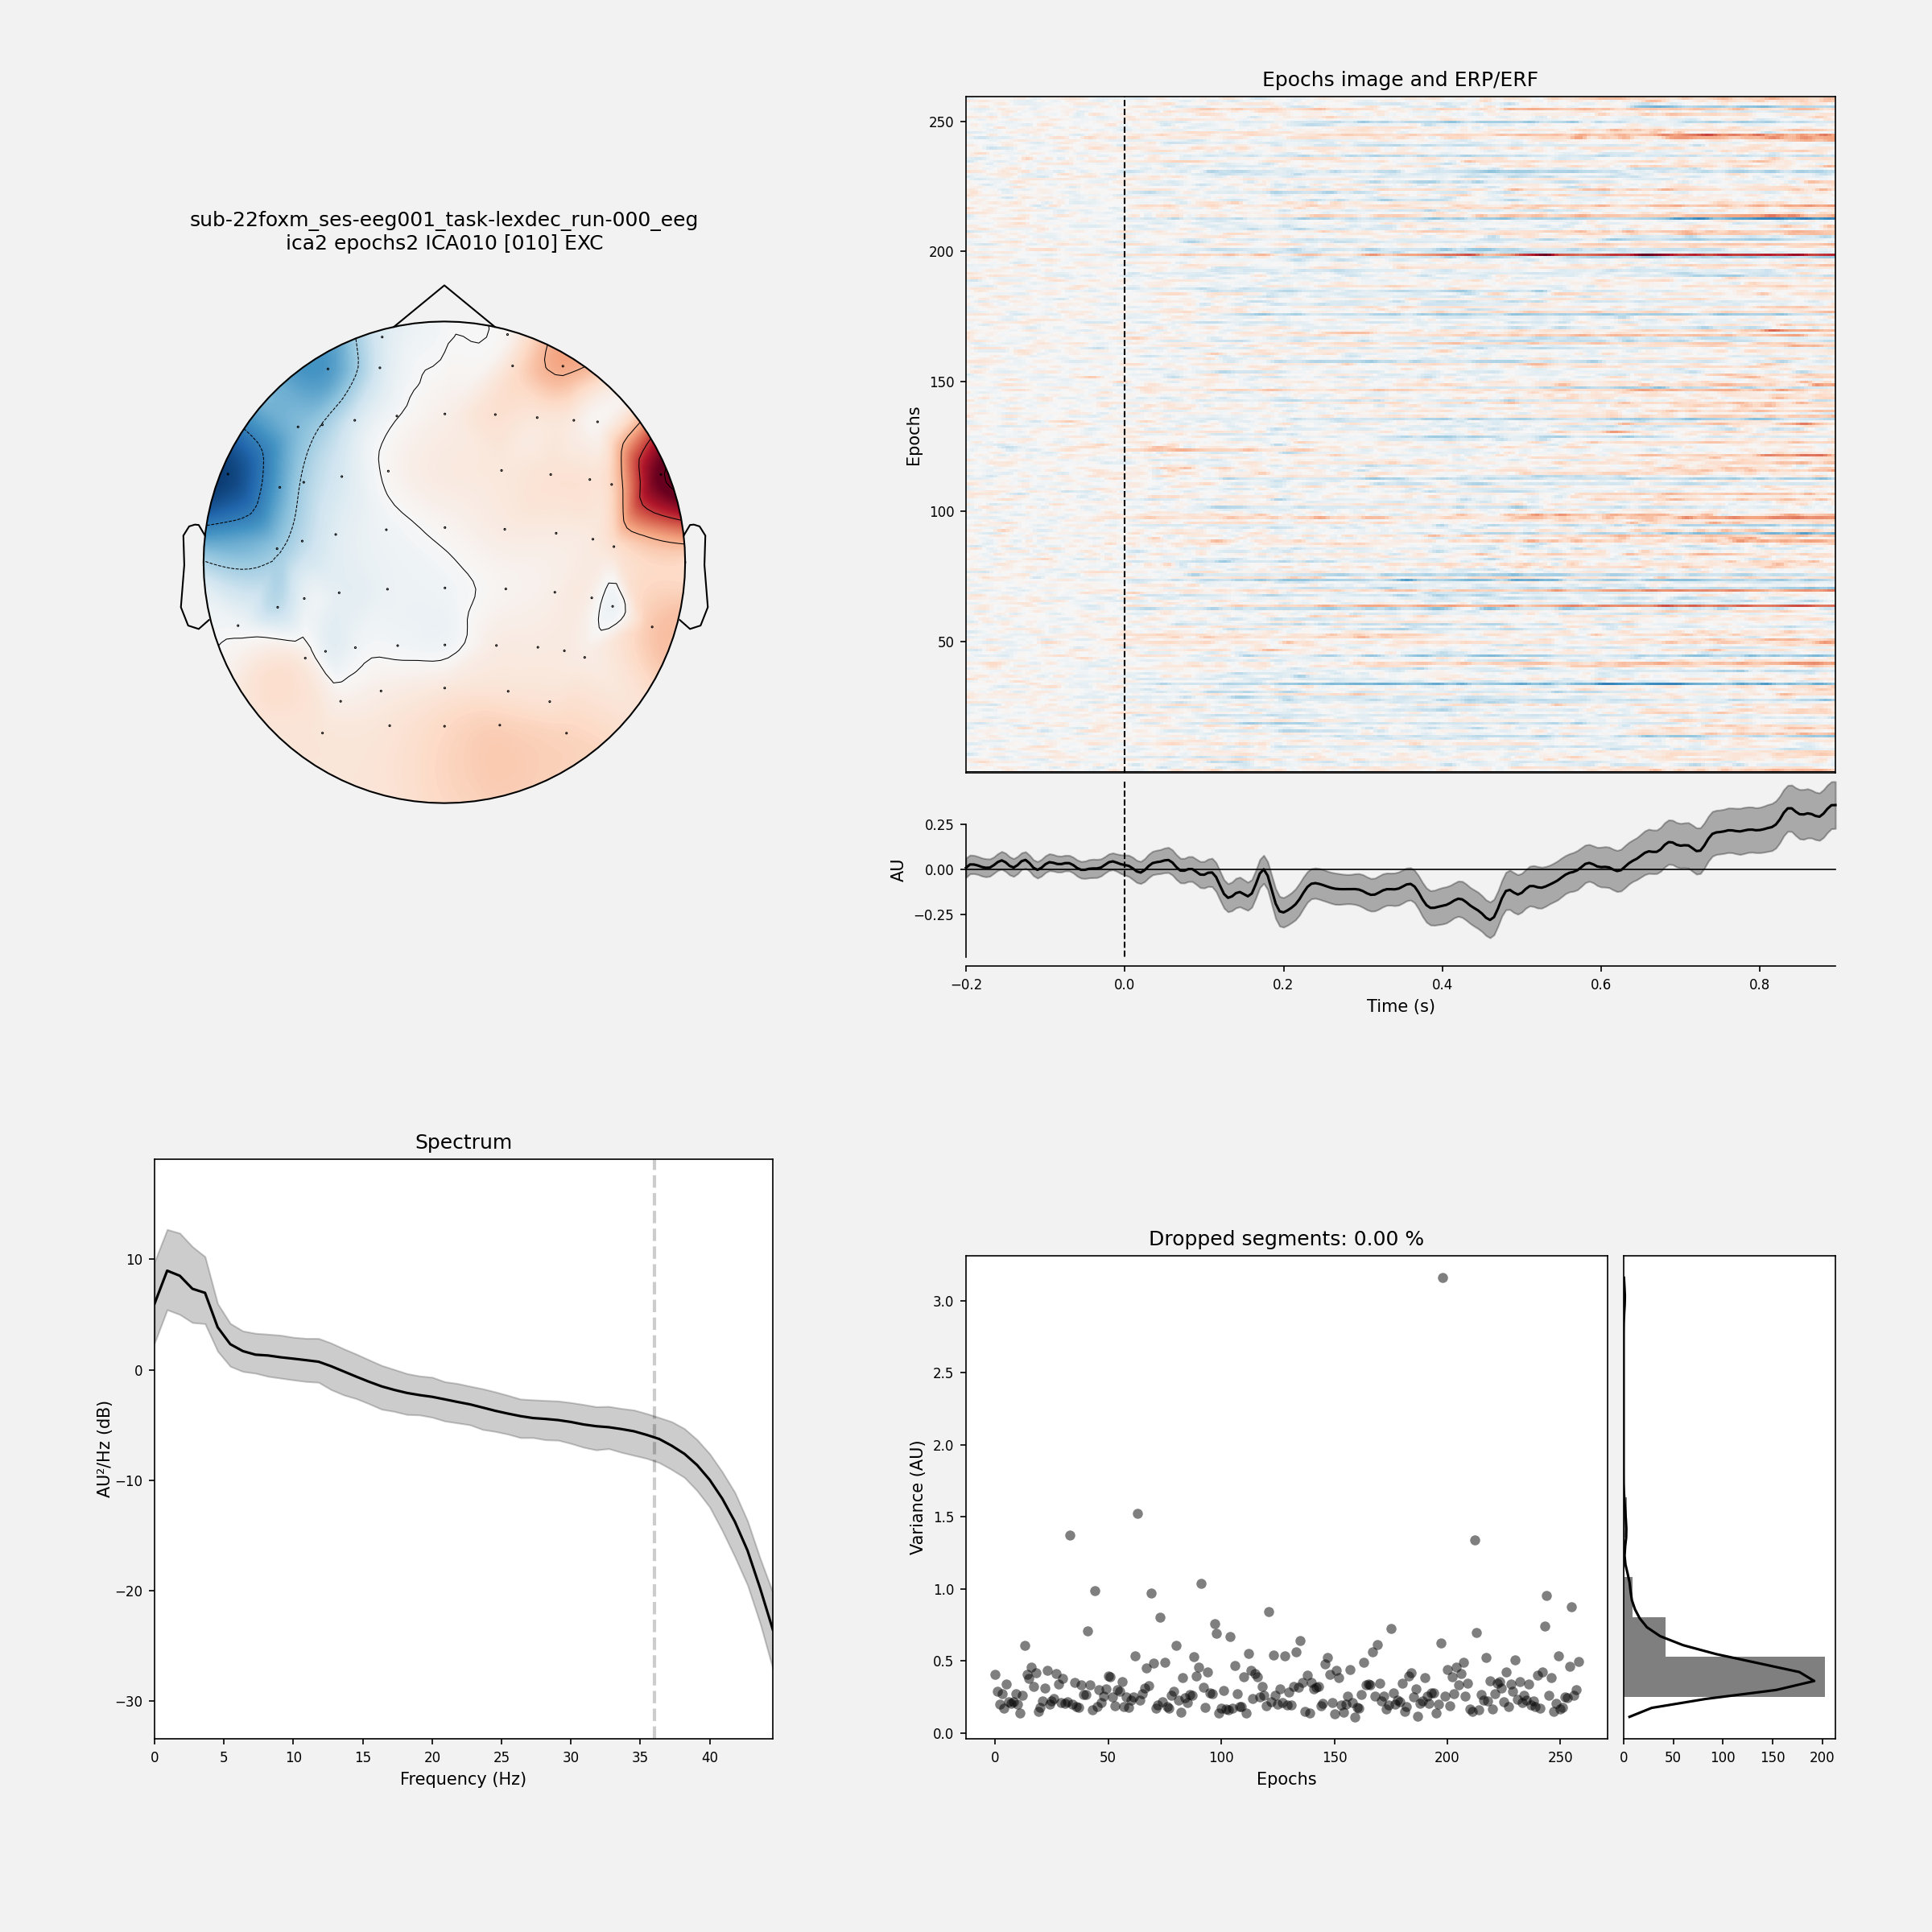 sub-22foxm_ses-eeg001_task-lexdec_run-000_eeg
ica2 epochs2 ICA010 [010] EXC
Epochs image and ERP/ERF
250
200
150
100
50
Epochs
0.25
0.00
−0.25
AU
−0.2 0.0 0.2 0.4 0.6 0.8
Time (s)
Spectrum
10
0
−10
−20
−30
AU²/Hz (dB)
0 5 10 15 20 25 30 35 40
Frequency (Hz)
Dropped segments: 0.00 %
3.0
2.5
2.0
1.5
1.0
0.5
0.0
Variance (AU)
0 50 100 150 200 250
Epochs
0 50 100 150 200